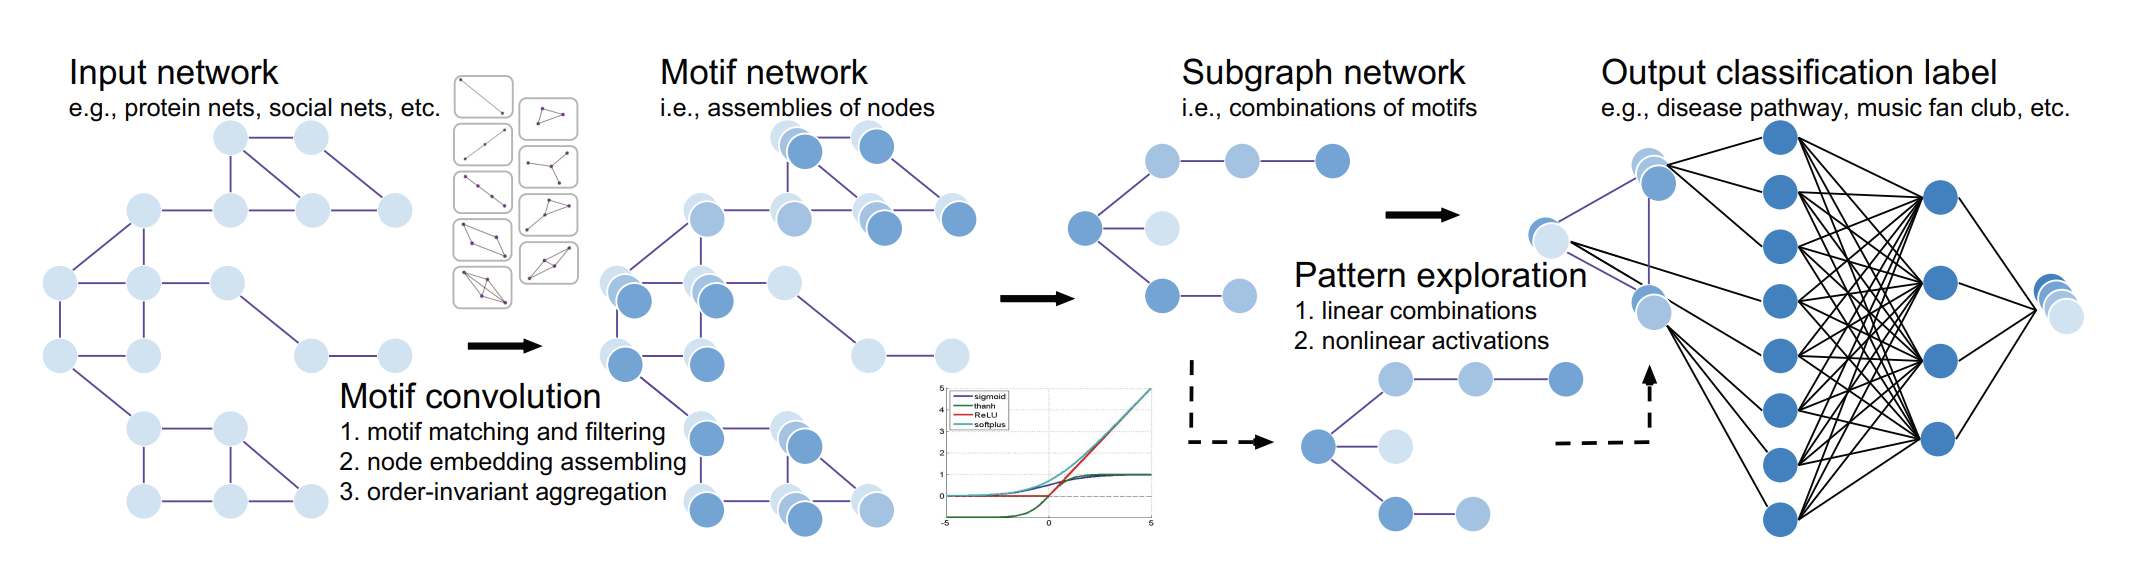 Input network
e.g., protein nets, social nets, etc.
Motif network
i.e., assemblies of nodes
Subgraph network
i.e., combinations of motifs
Output classification label
e.g., disease pathway, music fan club, etc.
Motif convolution
1. motif matching and filtering
2. node embedding assembling
3. order-invariant aggregation
Pattern exploration
1. linear combinations
2. nonlinear activations
sigmoid
thanh
ReLU
softplus
5
4
3
2
1
0
-5
0
5